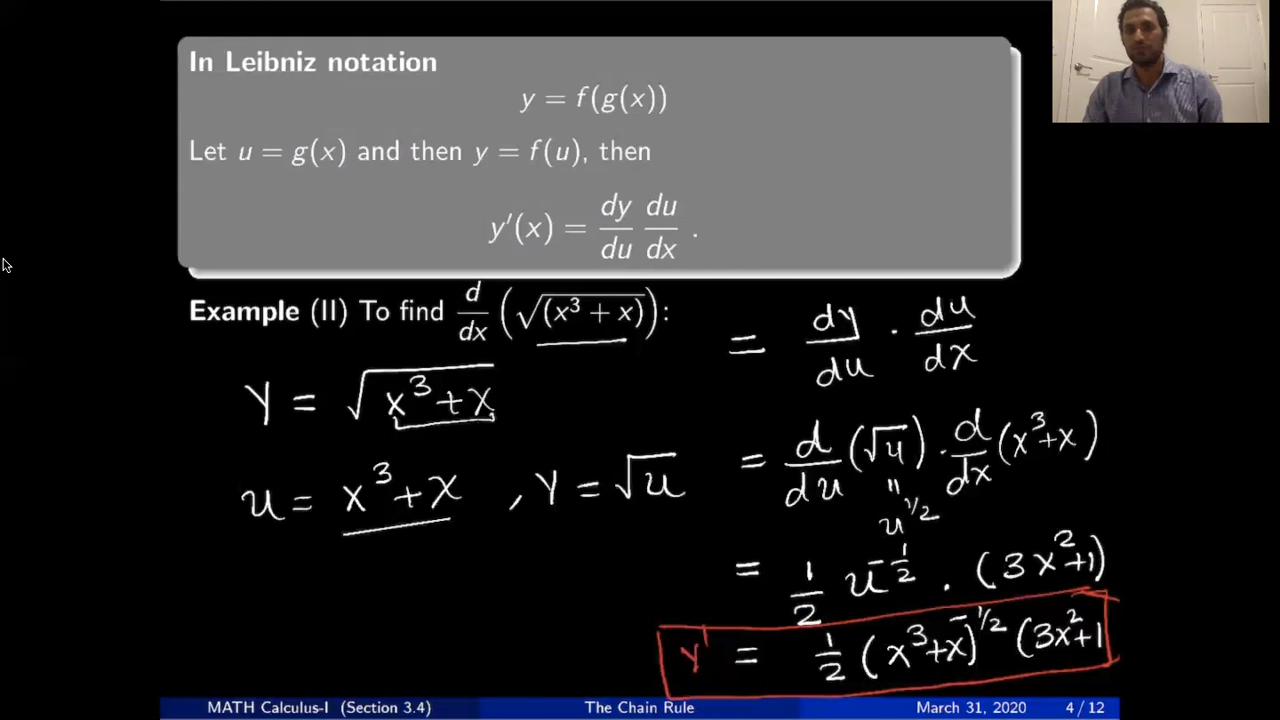 In Leibniz notation
y = f(g(x))
Let u = g(x) and then y = f(u), then
y′(x) = dy/du du/dx .
Example (II) To find d/dx (√(x³ + x)):
y = √x³+x
u = x³+x , y = √u
= dy/du · du/dx
= d/du (√u) · d/dx (x³+x)
"
u^1/2
= 1/2 u^-1/2 . (3x²+1)
y' = 1/2 (x³+x)^-1/2 (3x²+1
MATH Calculus-I (Section 3.4) The Chain Rule March 31, 2020 4 / 12